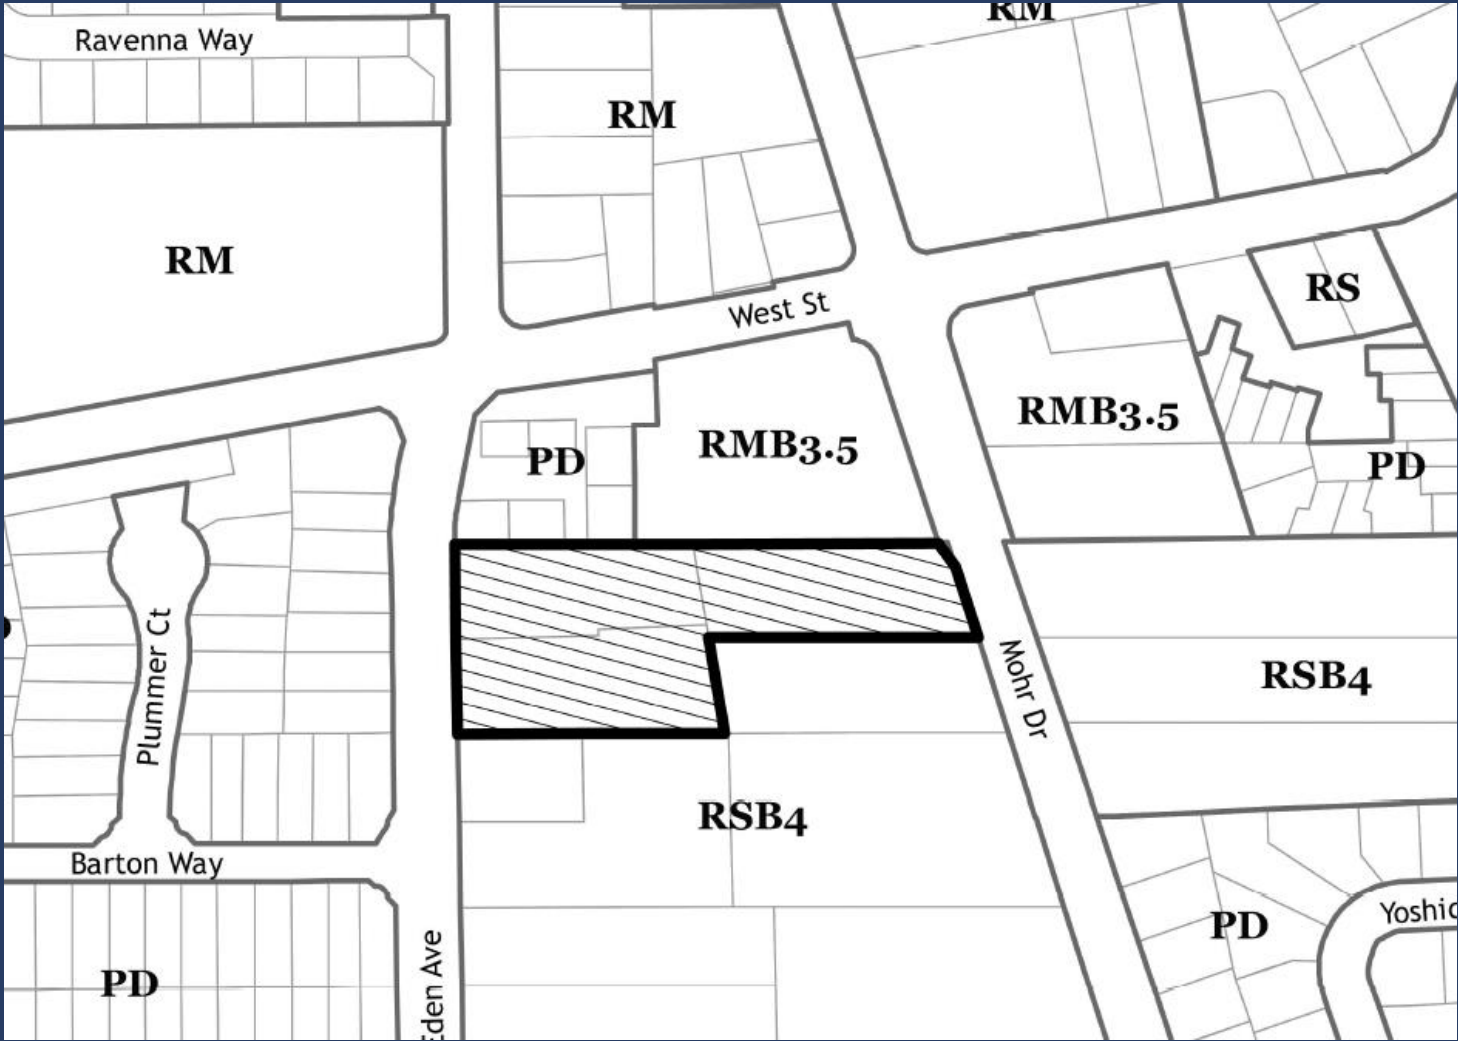 RM
Ravenna Way
RM
RM
RS
West St
RMB3.5
RMB3.5
PD
PD
Plummer Ct
Mohr Dr
RSB4
RSB4
Barton Way
Yoshic
PD
PD
Eden Ave